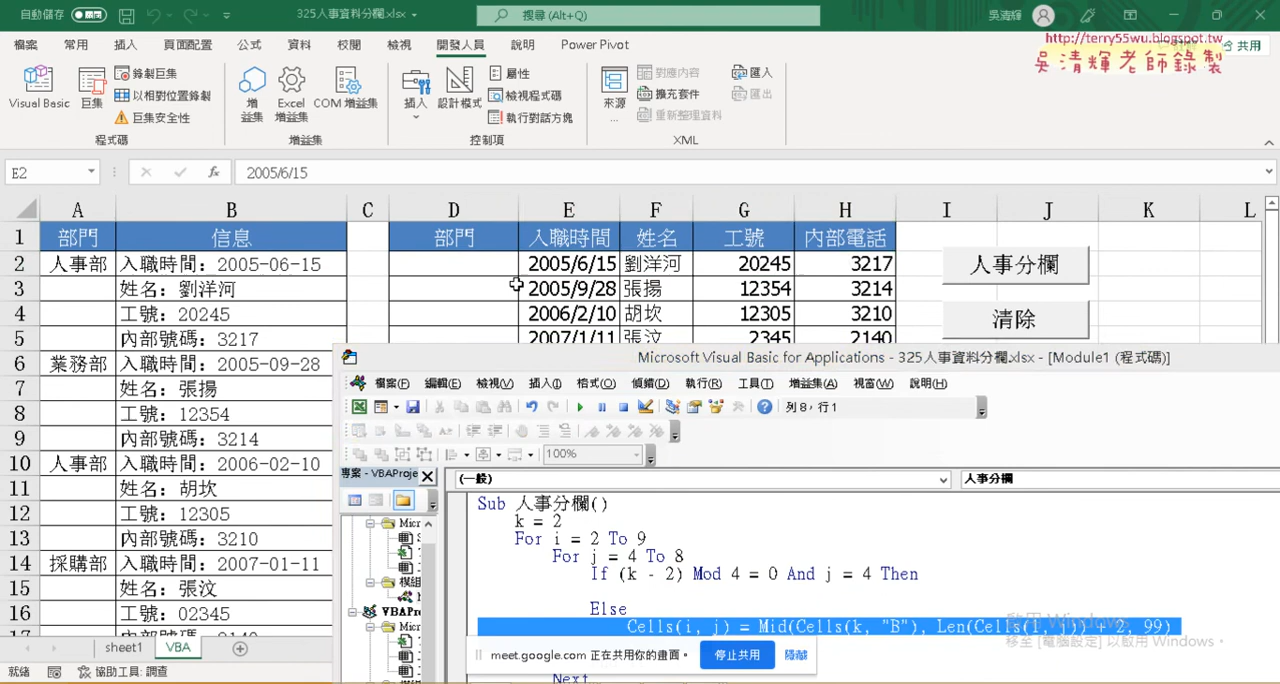 自動儲存 325人事資料分欄.xlsx 搜尋 (Alt+Q) 吳清輝
檔案 常用 插入 頁面配置 公式 資料 校閱 檢視 開發人員 說明 Power Pivot 共用
http://terry55wu.blogspot.tw
吳清輝老師錄製
Visual Basic 巨集 錄製巨集 以相對位置錄製 巨集安全性
增益集 Excel 增益集 COM 增益集
插入 設計模式 屬性 檢視程式碼 執行對話方塊
來源 對應內容 擴充套件 重新整理資料 匯入 匯出
程式碼 增益集 控制項 XML
E2 fx 2005/6/15
A B C D E F G H I J K L
1 部門 信息 部門 入職時間 姓名 工號 內部電話
2 人事部 入職時間：2005-06-15 2005/6/15 劉洋河 20245 3217 人事分欄
3 姓名：劉洋河 2005/9/28 張揚 12354 3214
4 工號：20245 2006/2/10 胡坎 12305 3210 清除
5 內部號碼：3217 2007/1/11 張汶 2345 2140
6 業務部 入職時間：2005-09-28
7 姓名：張揚
8 工號：12354
9 內部號碼：3214
10 人事部 入職時間：2006-02-10
11 姓名：胡坎
12 工號：12305
13 內部號碼：3210
14 採購部 入職時間：2007-01-11
15 姓名：張汶
16 工號：02345
sheet1 VBA
就緒 協助工具: 調查
Microsoft Visual Basic for Applications - 325人事資料分欄.xlsx - [Module1 (程式碼)]
檔案(F) 編輯(E) 檢視(V) 插入(I) 格式(O) 偵錯(D) 執行(R) 工具(T) 增益集(A) 視窗(W) 說明(H)
列 8，行 1
100%
專案 - VBAProje
(一般) 人事分欄
Sub 人事分欄()
k = 2
For i = 2 To 9
For j = 4 To 8
If (k - 2) Mod 4 = 0 And j = 4 Then
Else
Cells(i, j) = Mid(Cells(k, "B"), Len(Cells(1, j)) + 2, 99)
Next
啟用 Windows
移至 [電腦設定] 以啟用 Windows。
meet.google.com 正在共用你的畫面。 停止共用 隱藏